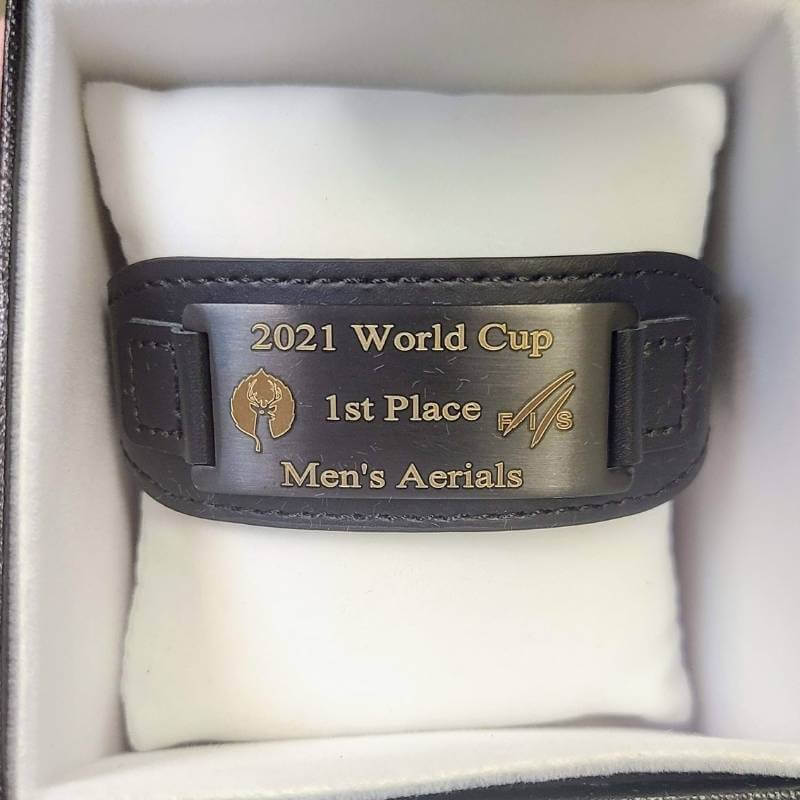 2021 World Cup
1st Place
FIS
Men's Aerials